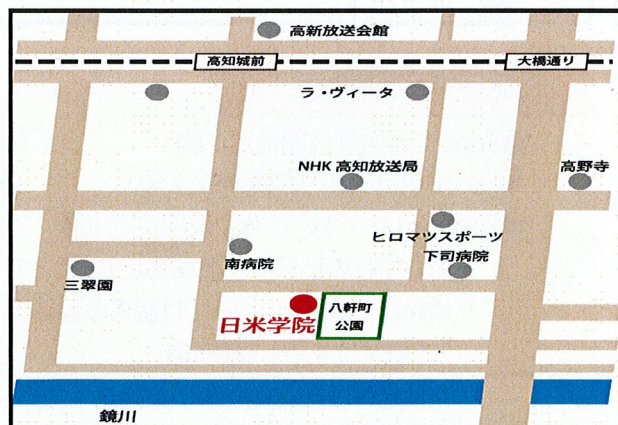 高新放送会館
高知城前
大橋通り
ラ・ヴィータ
NHK 高知放送局
高野寺
ヒロマツスポーツ
下司病院
南病院
三翠園
八軒町
公園
日米学院
鏡川